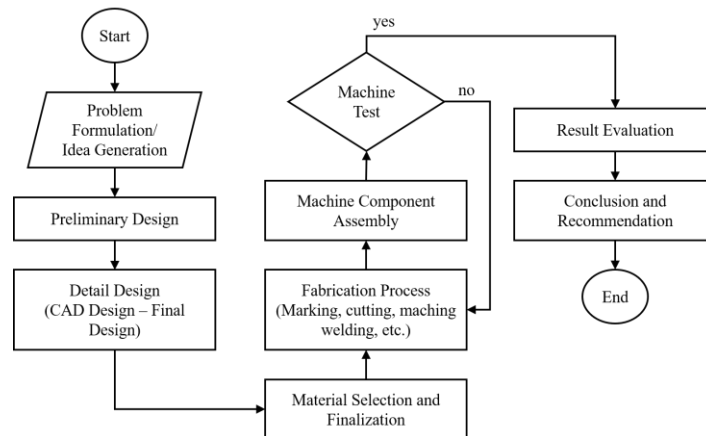 Start
Problem
Formulation/
Idea Generation
Preliminary Design
Detail Design
(CAD Design – Final
Design)
Material Selection and
Finalization
Fabrication Process
(Marking, cutting, maching
welding, etc.)
Machine Component
Assembly
Machine
Test
yes
no
Result Evaluation
Conclusion and
Recommendation
End